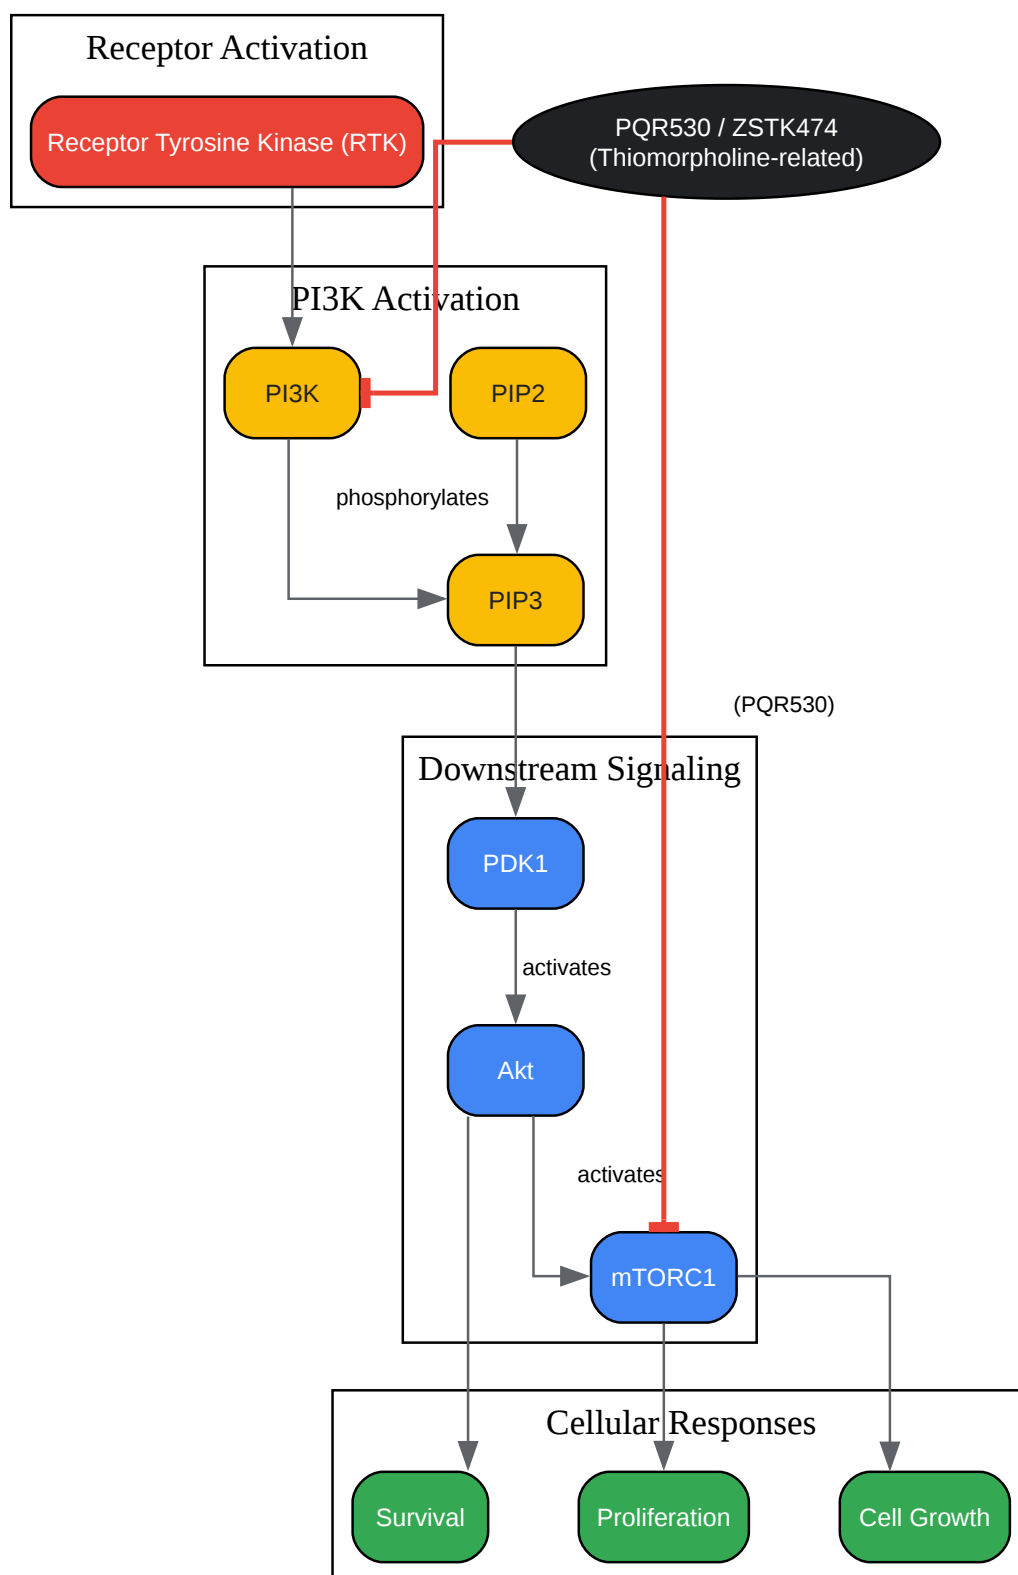 Receptor Activation
Receptor Tyrosine Kinase (RTK)
PQR530 / ZSTK474
(Thiomorpholine-related)
PI3K Activation
PI3K
PIP2
phosphorylates
PIP3
(PQR530)
Downstream Signaling
PDK1
activates
Akt
activates
mTORC1
Cellular Responses
Survival
Proliferation
Cell Growth